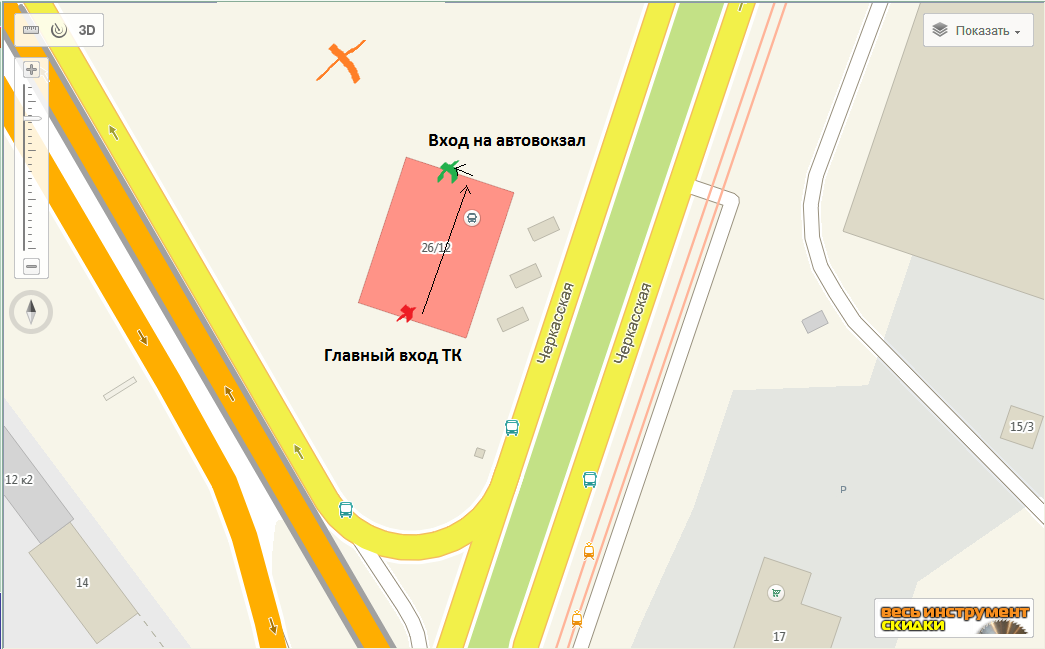 3D
Показать
Вход на автовокзал
26/12
Черкасская
Черкасская
Главный вход ТК
15/3
12 к2
P
14
17
весь инструмент
скидки